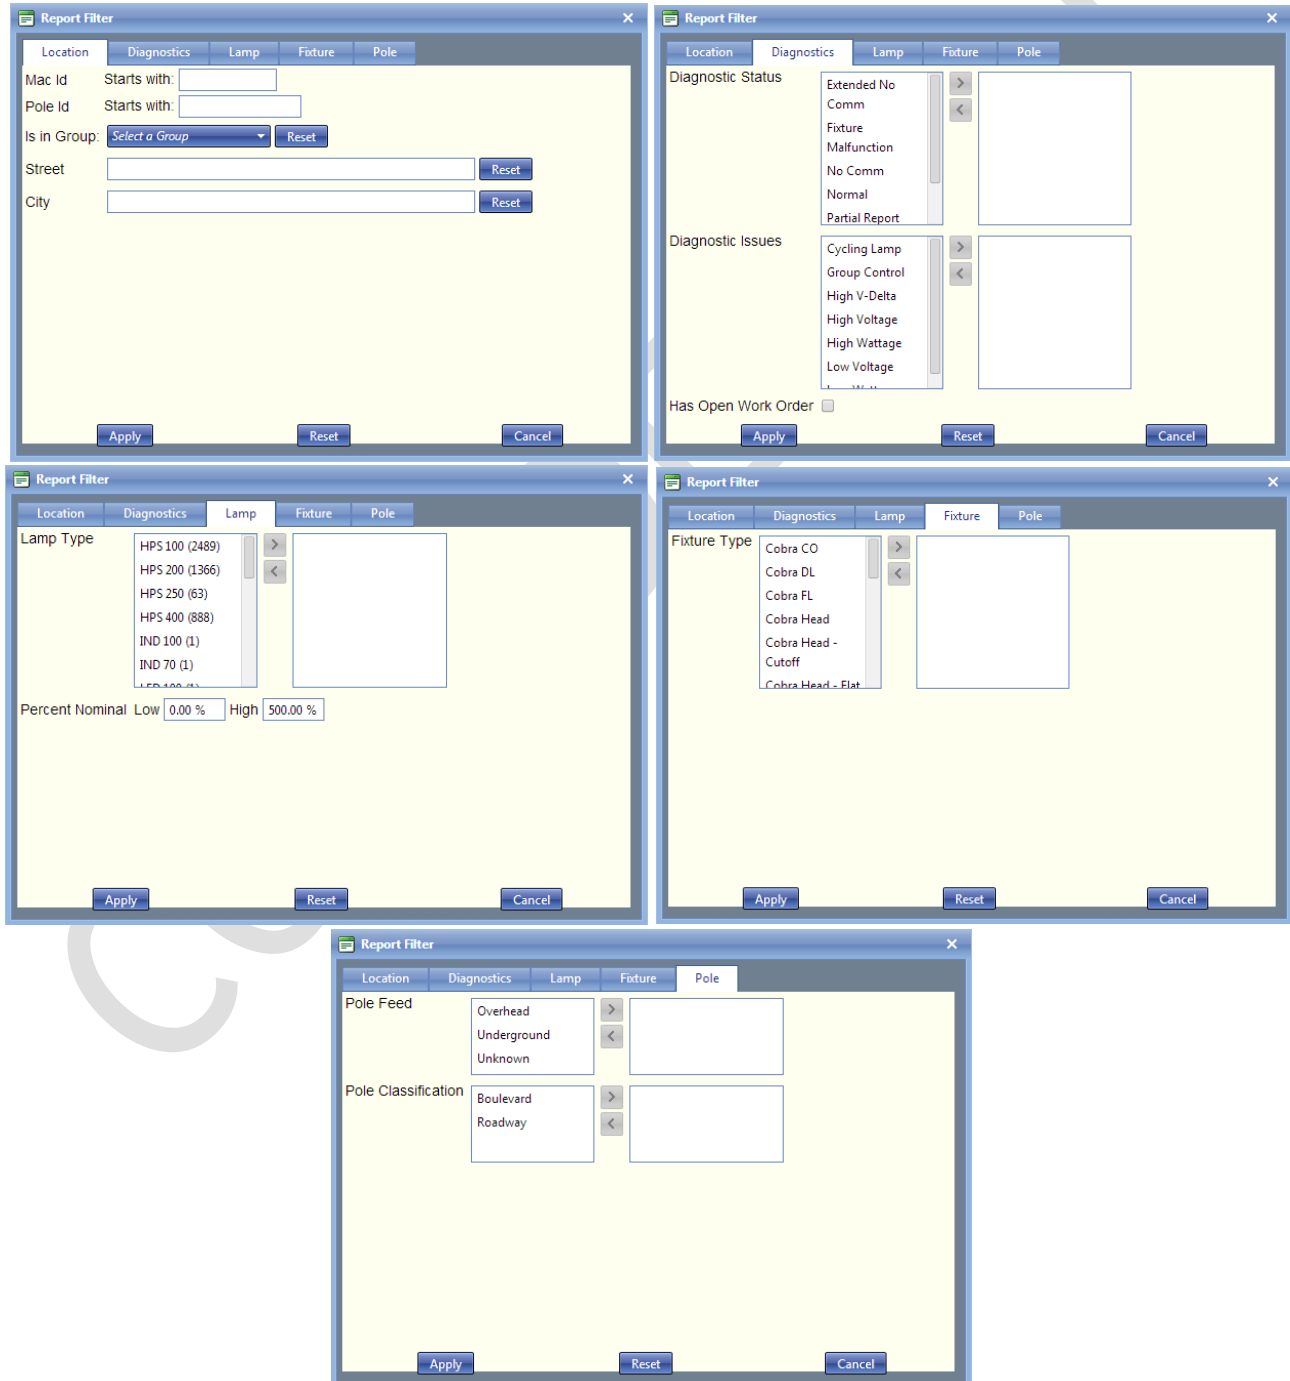 Report Filter
Location Diagnostics Lamp Fixture Pole
Mac Id Starts with:
Pole Id Starts with:
Is in Group: Select a Group Reset
Street Reset
City Reset
Apply Reset Cancel
Report Filter
Location Diagnostics Lamp Fixture Pole
Diagnostic Status
Extended No
Comm
Fixture
Malfunction
No Comm
Normal
Partial Report
Diagnostic Issues
Cycling Lamp
Group Control
High V-Delta
High Voltage
High Wattage
Low Voltage
Has Open Work Order
Apply Reset Cancel
Report Filter
Location Diagnostics Lamp Fixture Pole
Lamp Type
HPS 100 (2489)
HPS 200 (1366)
HPS 250 (63)
HPS 400 (888)
IND 100 (1)
IND 70 (1)
LED 100 (1)
Percent Nominal Low 0.00 % High 500.00 %
Apply Reset Cancel
Report Filter
Location Diagnostics Lamp Fixture Pole
Fixture Type
Cobra CO
Cobra DL
Cobra FL
Cobra Head
Cobra Head -
Cutoff
Cobra Head - Flat
Apply Reset Cancel
Report Filter
Location Diagnostics Lamp Fixture Pole
Pole Feed
Overhead
Underground
Unknown
Pole Classification
Boulevard
Roadway
Apply Reset Cancel